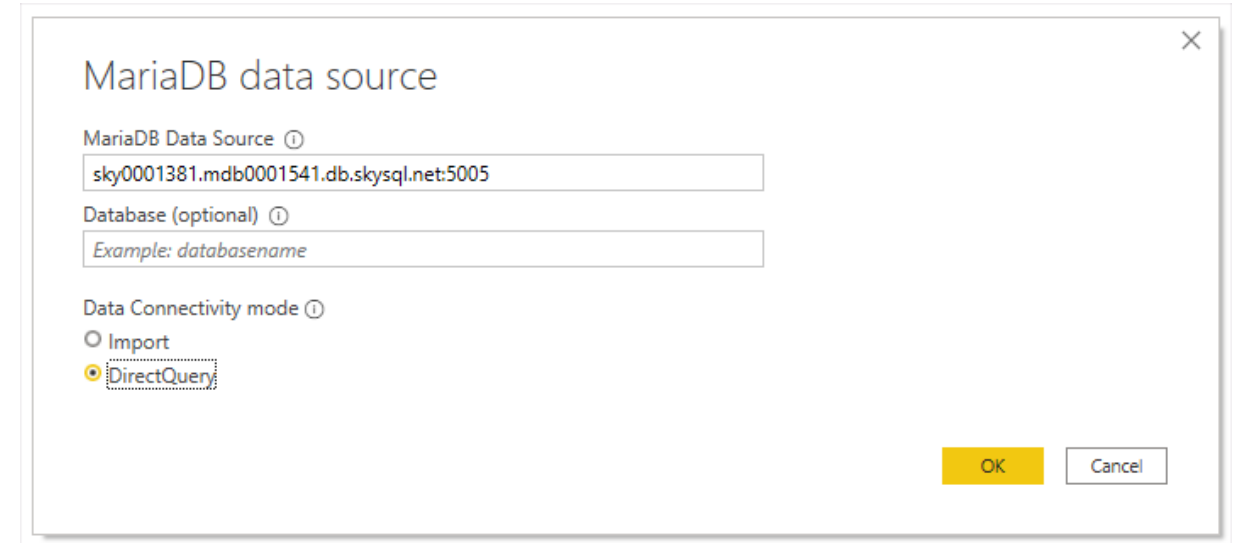 MariaDB data source
MariaDB Data Source
sky0001381.mdb0001541.db.skysql.net:5005
Database (optional)
Example: databasename
Data Connectivity mode
Import
DirectQuery
OK Cancel